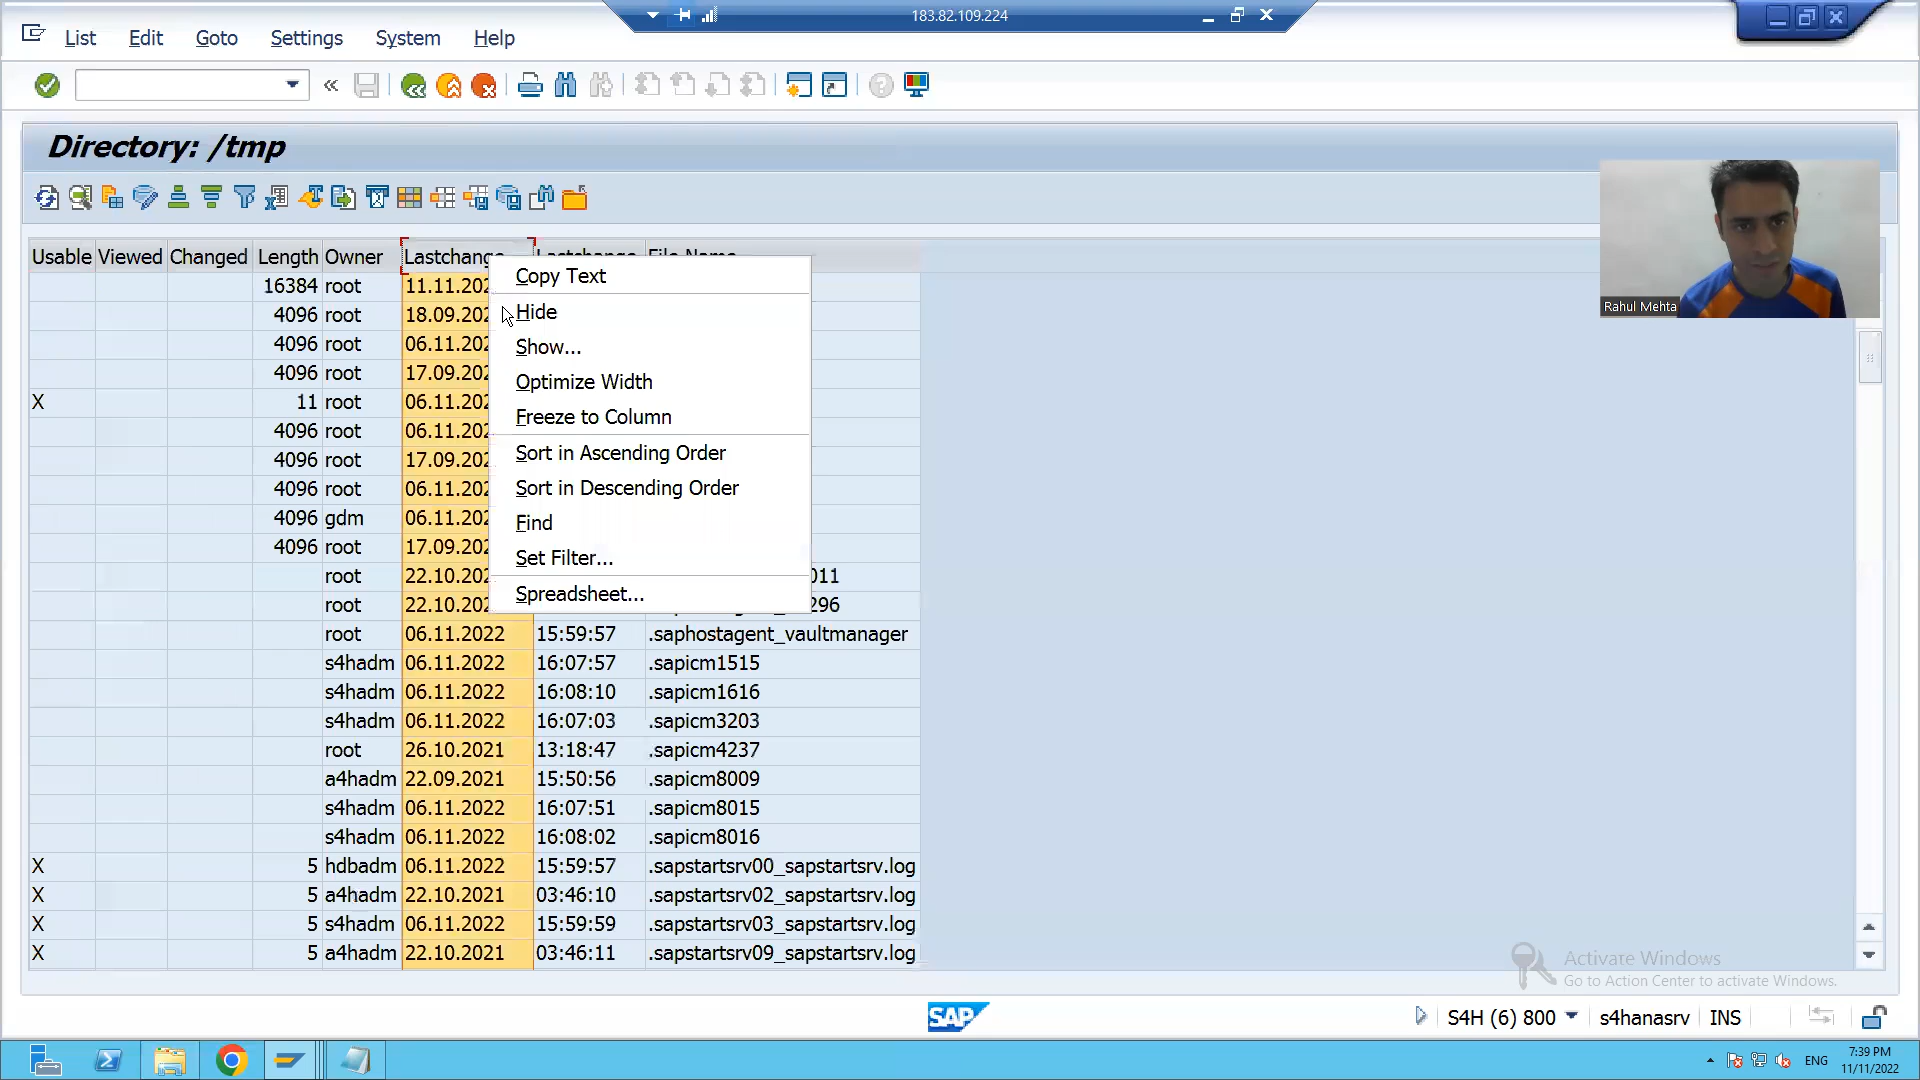 183.82.109.224
List Edit Goto Settings System Help
Directory: /tmp
Rahul Mehta
Usable Viewed Changed Length Owner Lastchange Lastchange File Name
16384 root 11.11.202
4096 root 18.09.202
4096 root 06.11.202
4096 root 17.09.202
X 11 root 06.11.202
4096 root 06.11.202
4096 root 17.09.202
4096 root 06.11.202
4096 gdm 06.11.202
4096 root 17.09.202
root 22.10.202 011
root 22.10.202 296
Copy Text
Hide
Show...
Optimize Width
Freeze to Column
Sort in Ascending Order
Sort in Descending Order
Find
Set Filter...
Spreadsheet...
root 06.11.2022 15:59:57 .saphostagent_vaultmanager
s4hadm 06.11.2022 16:07:57 .sapicm1515
s4hadm 06.11.2022 16:08:10 .sapicm1616
s4hadm 06.11.2022 16:07:03 .sapicm3203
root 26.10.2021 13:18:47 .sapicm4237
a4hadm 22.09.2021 15:50:56 .sapicm8009
s4hadm 06.11.2022 16:07:51 .sapicm8015
s4hadm 06.11.2022 16:08:02 .sapicm8016
X 5 hdbadm 06.11.2022 15:59:57 .sapstartsrv00_sapstartsrv.log
X 5 a4hadm 22.10.2021 03:46:10 .sapstartsrv02_sapstartsrv.log
X 5 s4hadm 06.11.2022 15:59:59 .sapstartsrv03_sapstartsrv.log
X 5 a4hadm 22.10.2021 03:46:11 .sapstartsrv09_sapstartsrv.log
Activate Windows
Go to Action Center to activate Windows.
SAP
S4H (6) 800 s4hanasrv INS
ENG
7:39 PM
11/11/2022